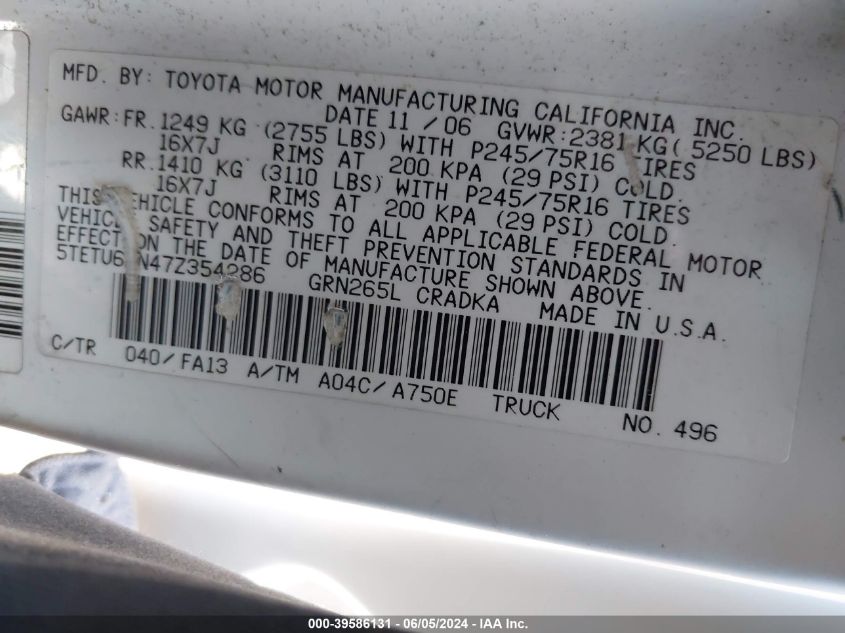 MFD. BY: TOYOTA MOTOR MANUFACTURING CALIFORNIA INC.
DATE 11 / 06 GVWR: 2381 KG ( 5250 LBS)
GAWR: FR. 1249 KG (2755 LBS) WITH P245/75R16 TIRES
16X7J RIMS AT 200 KPA (29 PSI) COLD.
RR. 1410 KG (3110 LBS) WITH P245/75R16 TIRES
16X7J RIMS AT 200 KPA (29 PSI) COLD.
THIS VEHICLE CONFORMS TO ALL APPLICABLE FEDERAL MOTOR
VEHICLE SAFETY AND THEFT PREVENTION STANDARDS IN
EFFECT ON THE DATE OF MANUFACTURE SHOWN ABOVE.
5TETU6 N47Z354286 GRN265L CRADKA MADE IN U.S.A.
C/TR 040/FA13 A/TM A04C/A750E TRUCK NO. 496
000-39586131 - 06/05/2024 - IAA Inc.